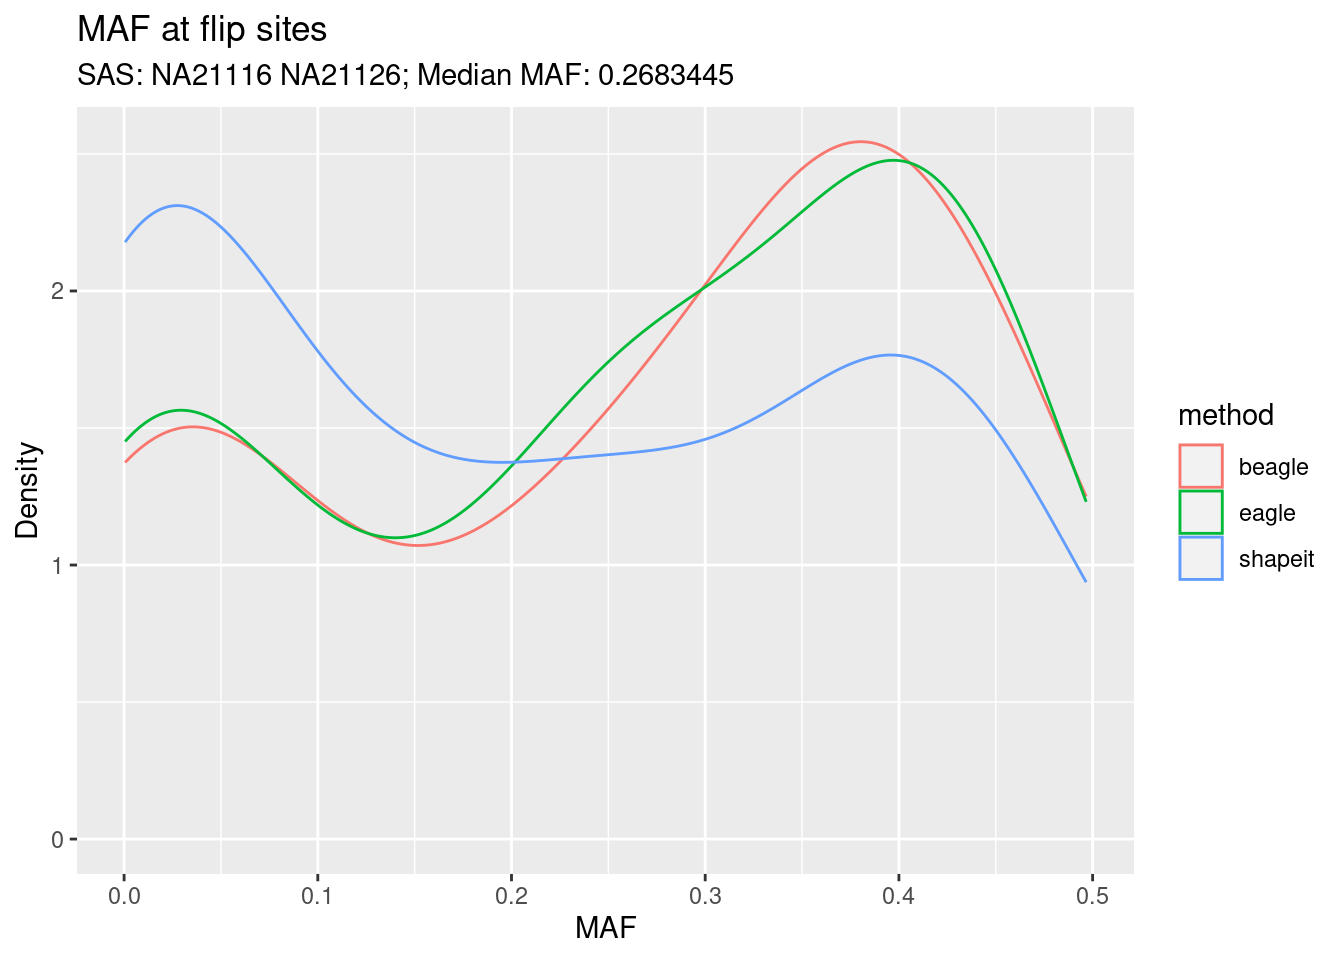 MAF at flip sites
SAS: NA21116 NA21126; Median MAF: 0.2683445
Density
2
1
0
0.0 0.1 0.2 0.3 0.4 0.5
MAF
method
beagle
eagle
shapeit